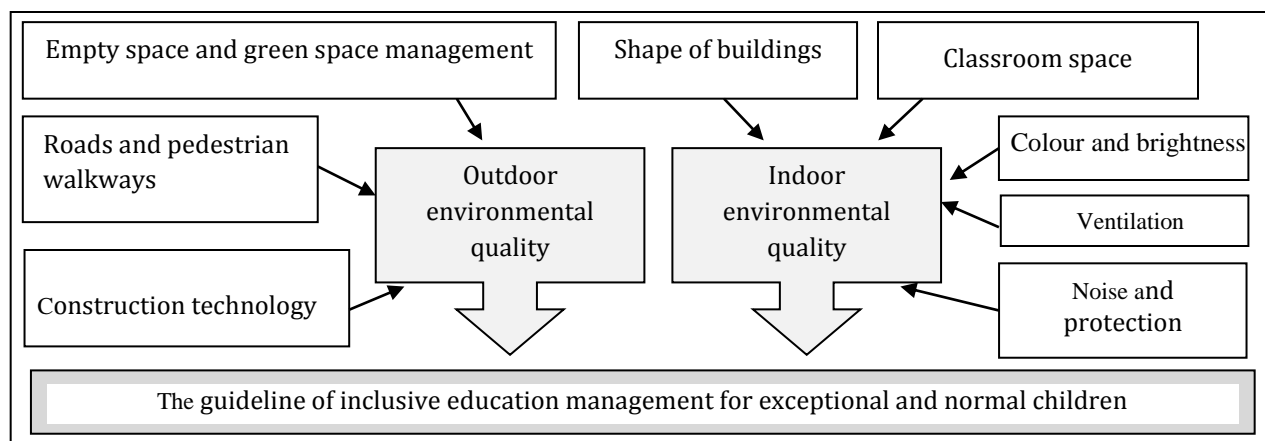 Empty space and green space management
Shape of buildings
Classroom space
Roads and pedestrian
walkways
Outdoor
environmental
quality
Indoor
environmental
quality
Colour and brightness
Ventilation
Construction technology
Noise and
protection
The guideline of inclusive education management for exceptional and normal children